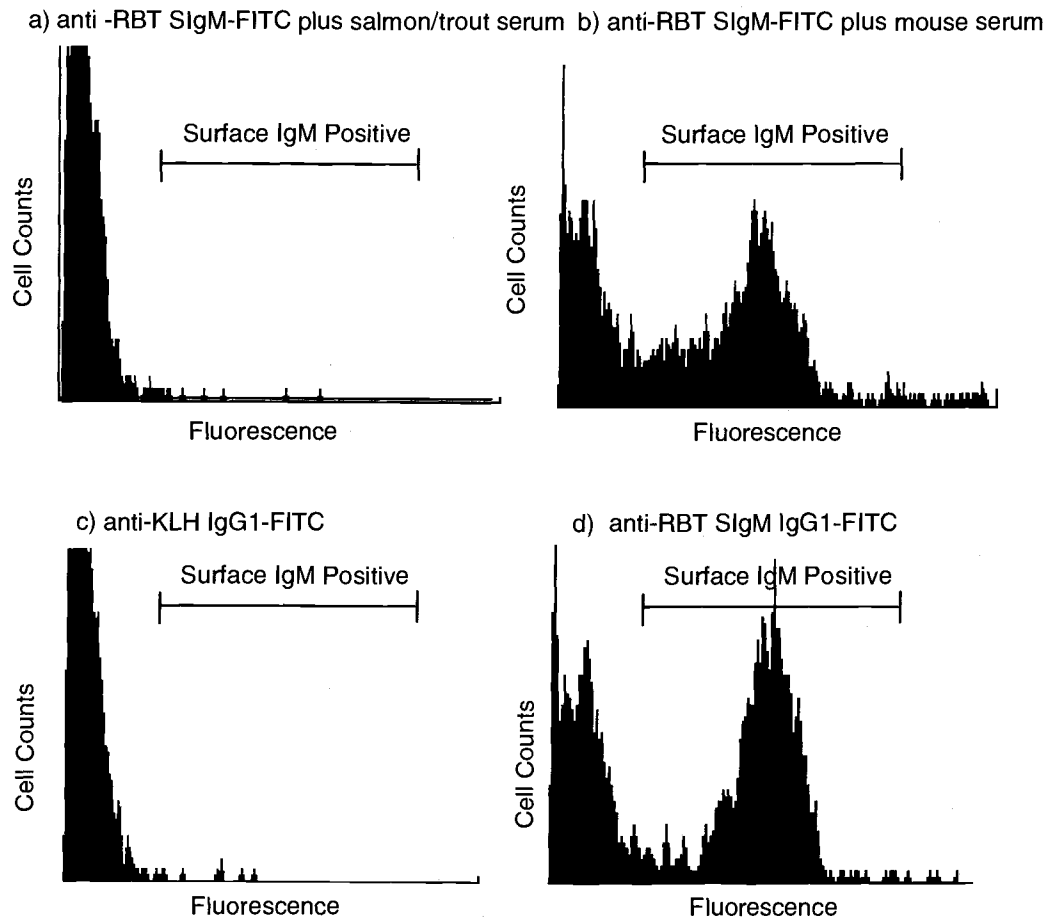 a) anti -RBT SIgM-FITC plus salmon/trout serum
b) anti-RBT SIgM-FITC plus mouse serum
Surface IgM Positive
Surface IgM Positive
Cell Counts
Cell Counts
Fluorescence
Fluorescence
c) anti-KLH IgG1-FITC
d) anti-RBT SIgM IgG1-FITC
Surface IgM Positive
Surface IgM Positive
Cell Counts
Cell Counts
Fluorescence
Fluorescence